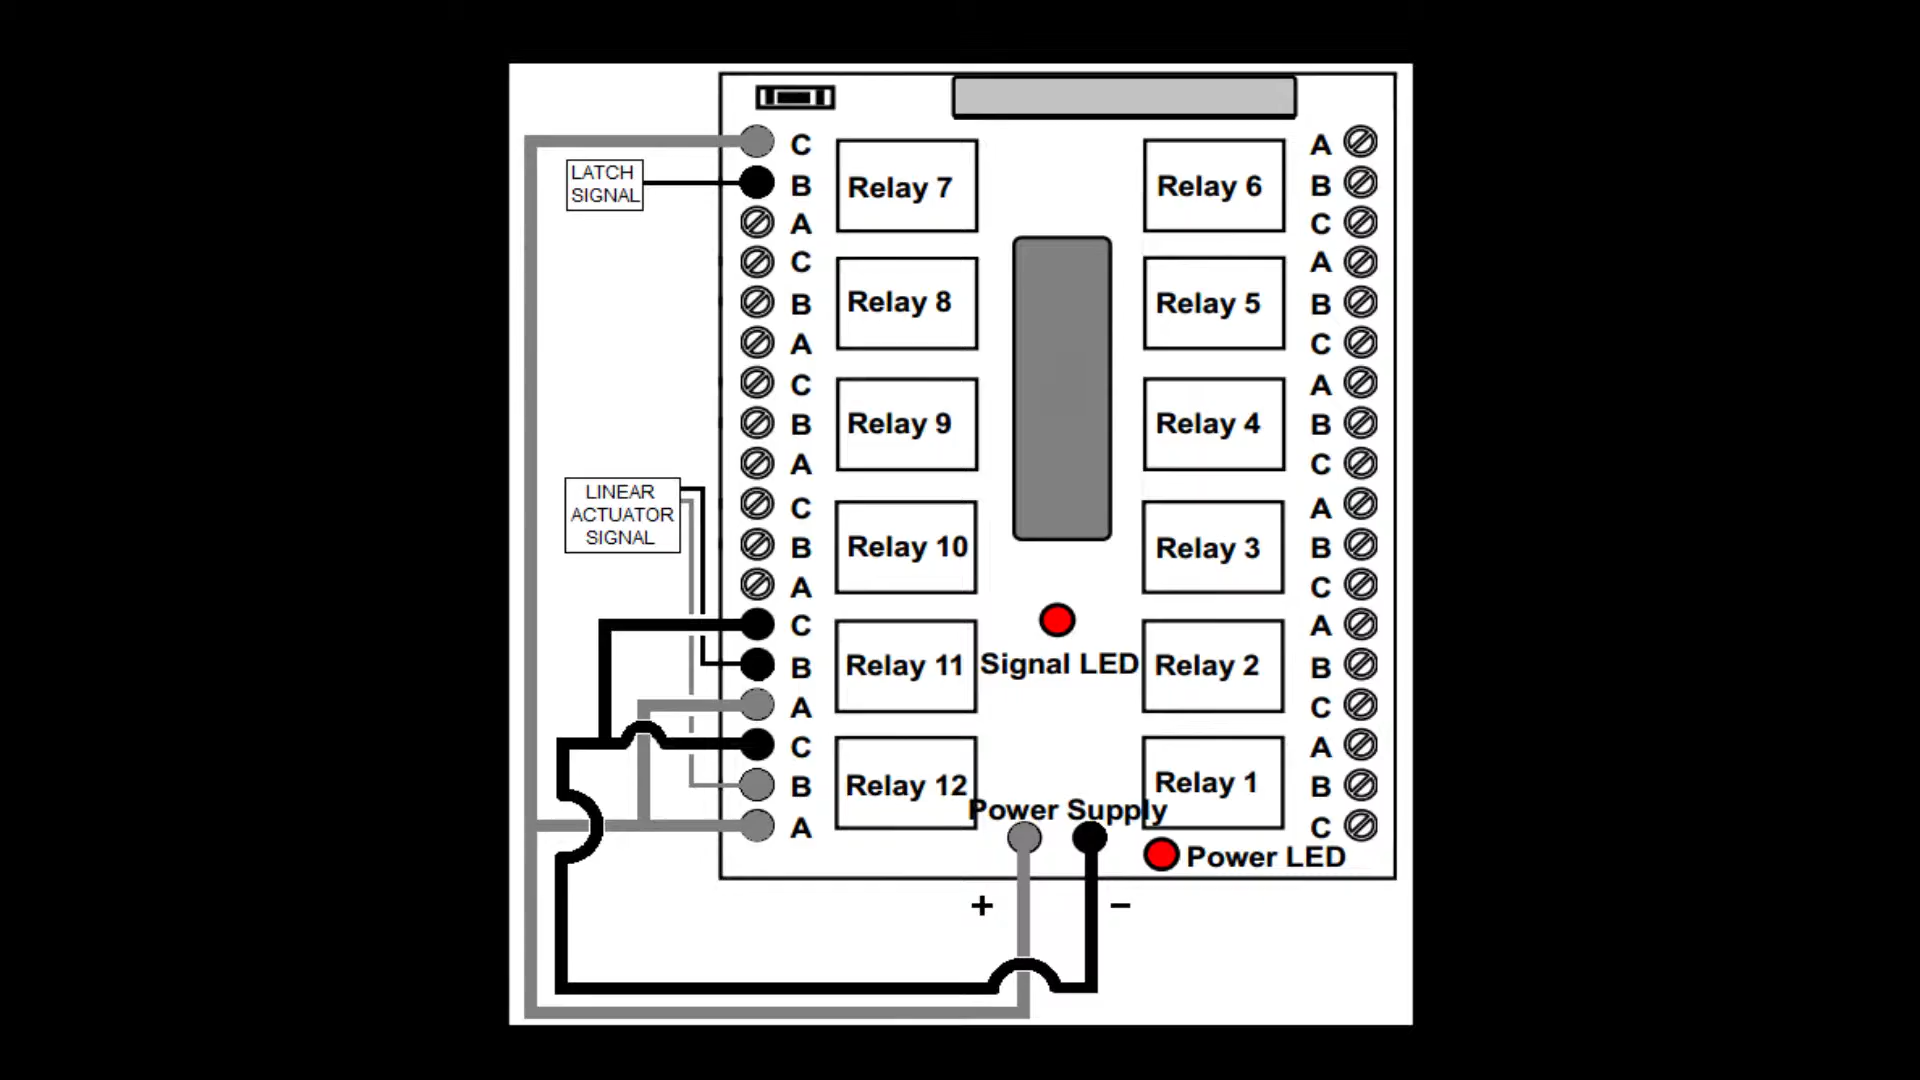 C
LATCH
SIGNAL
B
A
Relay 7
Relay 6
A
B
C
C
B
A
Relay 8
Relay 5
A
B
C
C
B
A
Relay 9
Relay 4
A
B
C
LINEAR
ACTUATOR
SIGNAL
C
B
A
Relay 10
Relay 3
A
B
C
C
B
A
Relay 11
Signal LED
Relay 2
A
B
C
C
B
A
Relay 12
Power Supply
Relay 1
A
B
C
Power LED
+
−